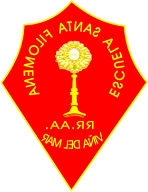 ESCUELA SANTA FILOMENA
RR.AA.
VIÑA DEL MAR